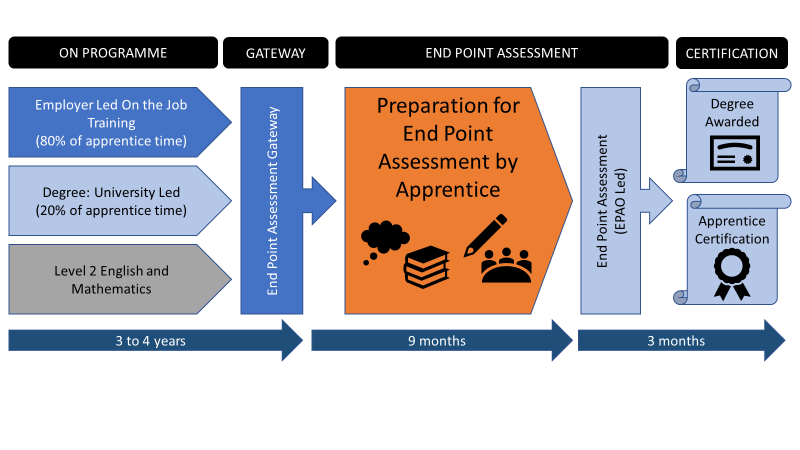 ON PROGRAMME
GATEWAY
END POINT ASSESSMENT
CERTIFICATION
Employer Led On the Job
Training
(80% of apprentice time)
Degree: University Led
(20% of apprentice time)
Level 2 English and
Mathematics
End Point Assessment Gateway
Preparation for
End Point
Assessment by
Apprentice
End Point Assessment
(EPAO Led)
Degree
Awarded
Apprentice
Certification
3 to 4 years
9 months
3 months